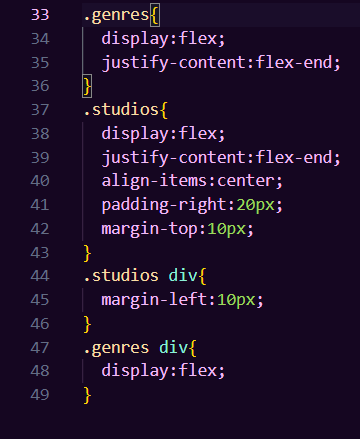 33 .genres{
34 display:flex;
35 justify-content:flex-end;
36 }
37 .studios{
38 display:flex;
39 justify-content:flex-end;
40 align-items:center;
41 padding-right:20px;
42 margin-top:10px;
43 }
44 .studios div{
45 margin-left:10px;
46 }
47 .genres div{
48 display:flex;
49 }